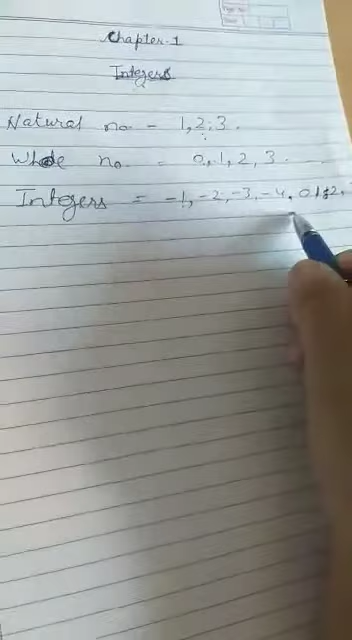 Chapter-1
Integers
Natural no - 1, 2, 3.
Whole no = 0, 1, 2, 3 - - -
Integers = -1, -2, -3, -4, 0 1, 2,